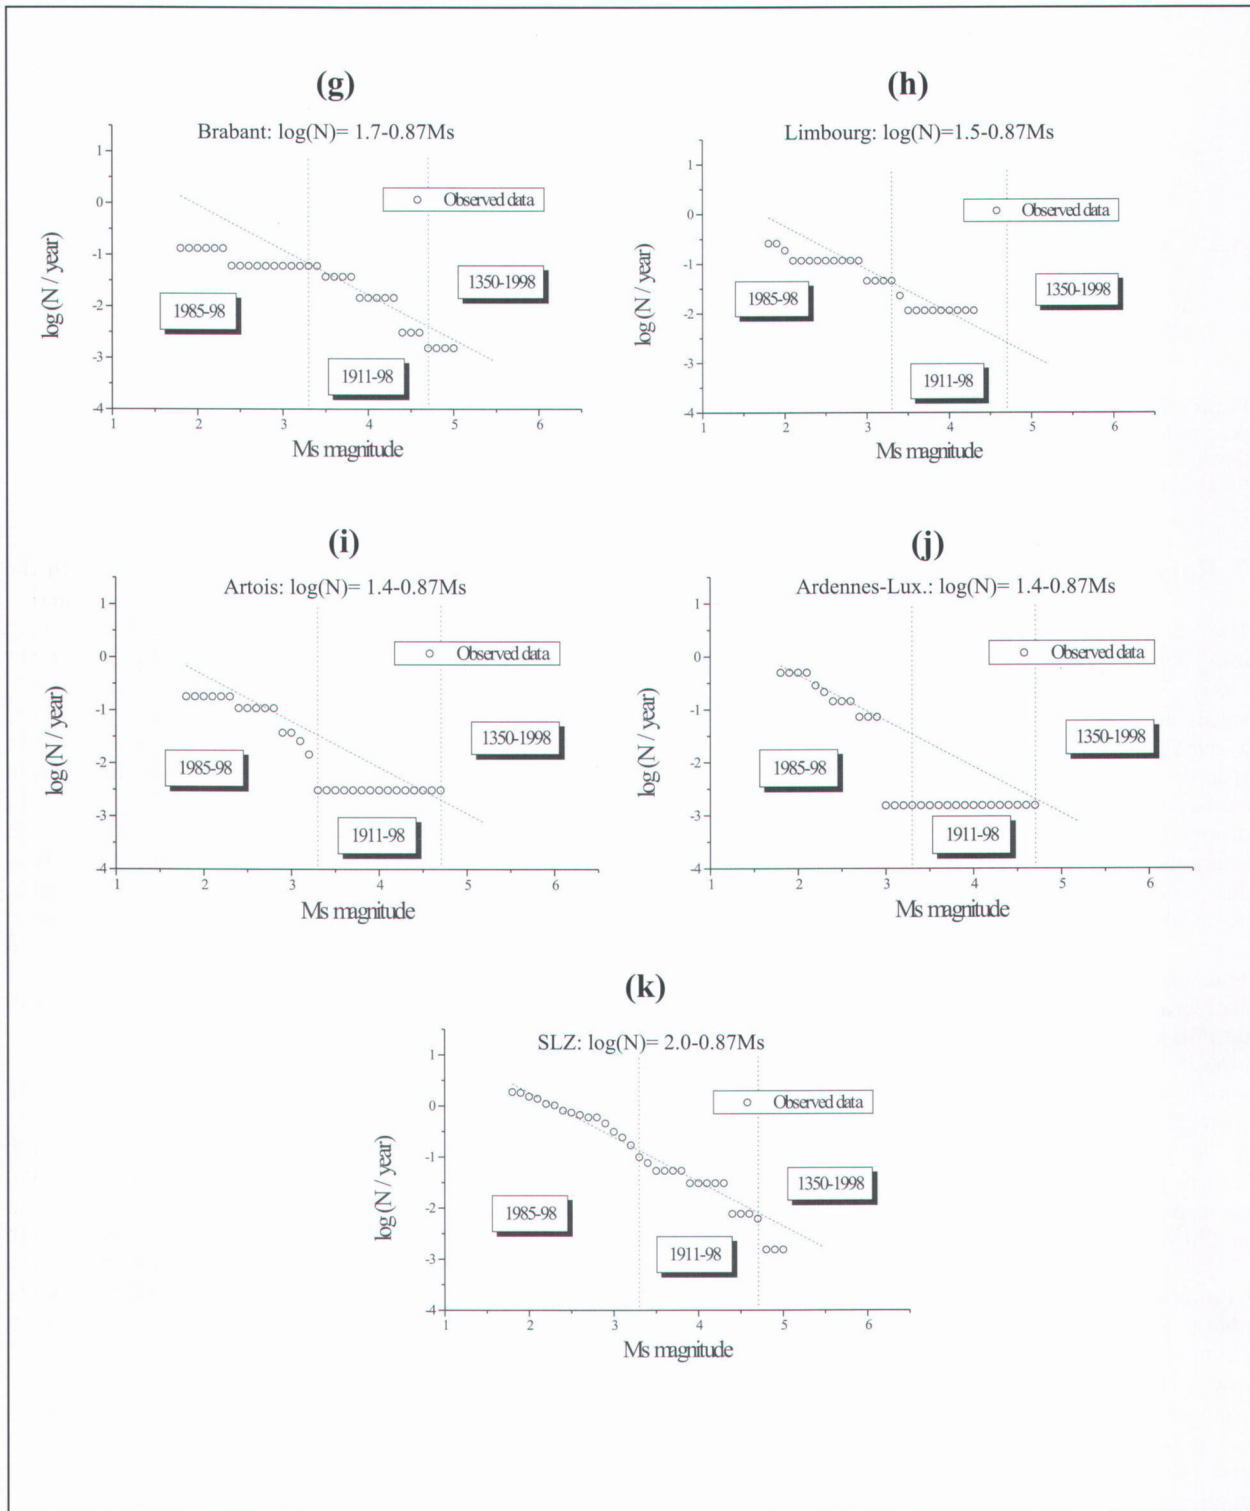 (g)
Brabant: log(N)= 1.7-0.87Ms
1
0
-1
-2
-3
-4
log (N / year)
Observed data
1985-98
1911-98
1350-1998
1 2 3 4 5 6
Ms magnitude
(h)
Limbourg: log(N)=1.5-0.87Ms
1
0
-1
-2
-3
-4
log (N / year)
Observed data
1985-98
1911-98
1350-1998
1 2 3 4 5 6
Ms magnitude
(i)
Artois: log(N)= 1.4-0.87Ms
1
0
-1
-2
-3
-4
log (N / year)
Observed data
1985-98
1911-98
1350-1998
1 2 3 4 5 6
Ms magnitude
(j)
Ardennes-Lux.: log(N)= 1.4-0.87Ms
1
0
-1
-2
-3
-4
log (N / year)
Observed data
1985-98
1911-98
1350-1998
1 2 3 4 5 6
Ms magnitude
(k)
SLZ: log(N)= 2.0-0.87Ms
1
0
-1
-2
-3
-4
log (N / year)
Observed data
1985-98
1911-98
1350-1998
1 2 3 4 5 6
Ms magnitude